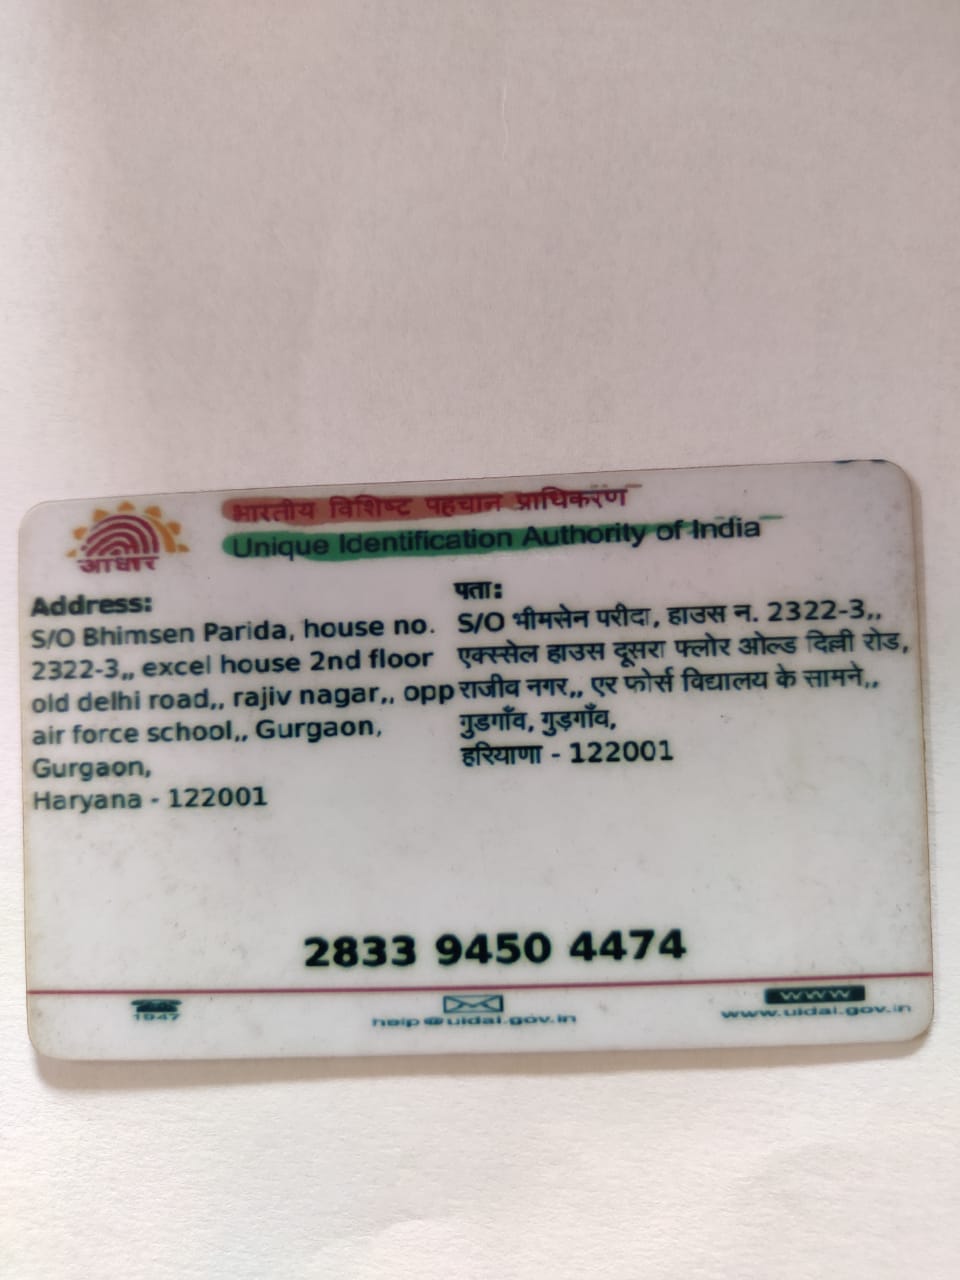 भारतीय विशिष्ट पहचान प्राधिकरण
Unique Identification Authority of India
आधार
Address:
S/O Bhimsen Parida, house no.
2322-3,, excel house 2nd floor
old delhi road,, rajiv nagar,, opp
air force school,, Gurgaon,
Gurgaon,
Haryana - 122001
पता:
S/O भीमसेन परीदा, हाउस न. 2322-3,,
एक्स्सेल हाउस दूसरा फ्लोर ओल्ड दिल्ली रोड,
राजीव नगर,, एर फोर्स विद्यालय के सामने,,
गुडगाँव, गुड़गाँव,
हरियाणा - 122001
2833 9450 4474
1947
help@uidai.gov.in
www
www.uidai.gov.in